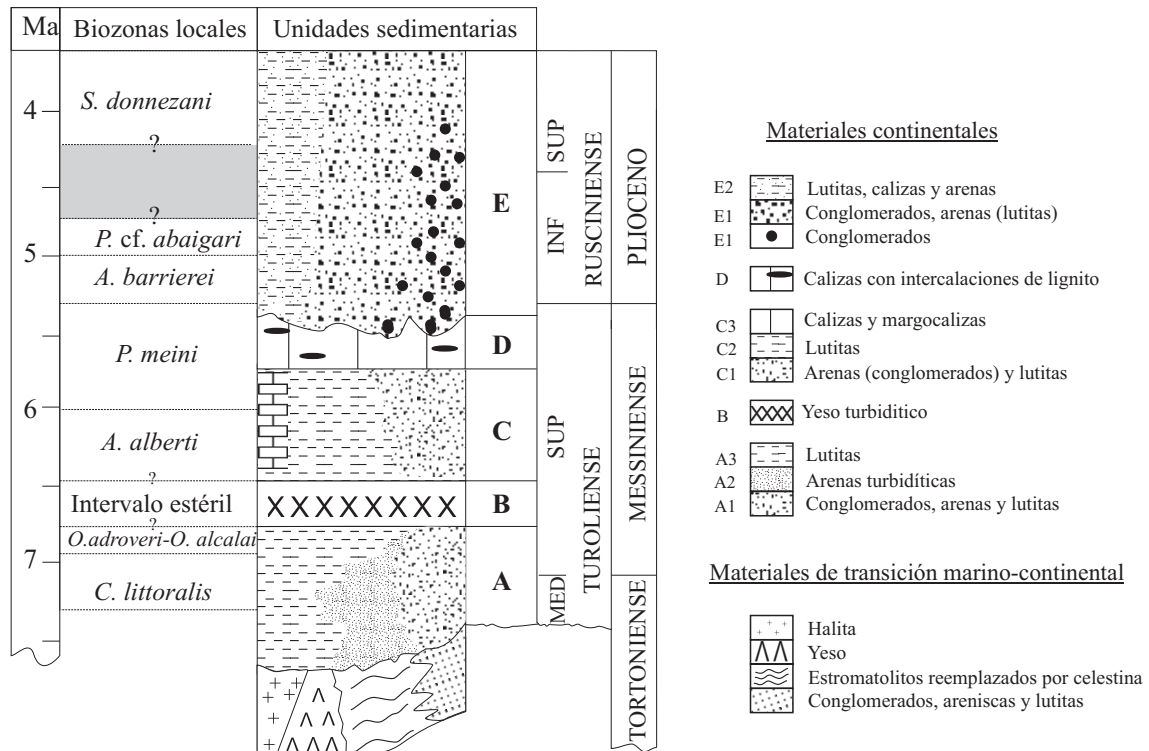 Ma
Biozonas locales
Unidades sedimentarias
4
5
6
7
S. donnezani
?
?
P. cf. abaigari
A. barrierei
P. meini
A. alberti
?
Intervalo estéril
?
O.adroveri-O. alcalai
C. littoralis
E
D
C
B
A
SUP
INF
SUP
MED
RUSCINIENSE
TUROLIENSE
PLIOCENO
MESSINIENSE
TORTONIENSE
Materiales continentales
E2 Lutitas, calizas y arenas
E1 Conglomerados, arenas (lutitas)
E1 Conglomerados
D Calizas con intercalaciones de lignito
C3 Calizas y margocalizas
C2 Lutitas
C1 Arenas (conglomerados) y lutitas
B Yeso turbidítico
A3 Lutitas
A2 Arenas turbidíticas
A1 Conglomerados, arenas y lutitas
Materiales de transición marino-continental
Halita
Yeso
Estromatolitos reemplazados por celestina
Conglomerados, areniscas y lutitas